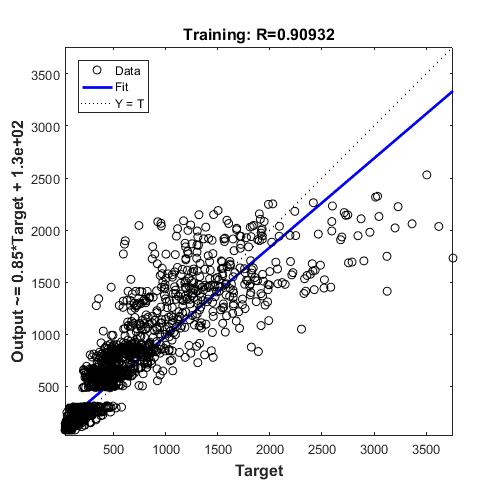 Training: R=0.90932
Data
Fit
Y = T
Output ~= 0.85*Target + 1.3e+02
3500
3000
2500
2000
1500
1000
500
500 1000 1500 2000 2500 3000 3500
Target